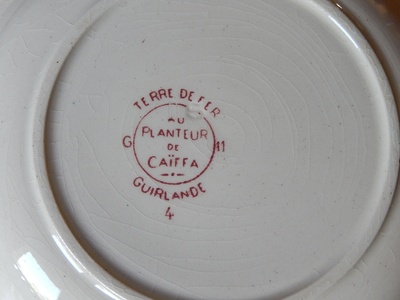 TERRE DE FER
AU
G PLANTEUR 11
DE
CAÏFFA
GUIRLANDE
4